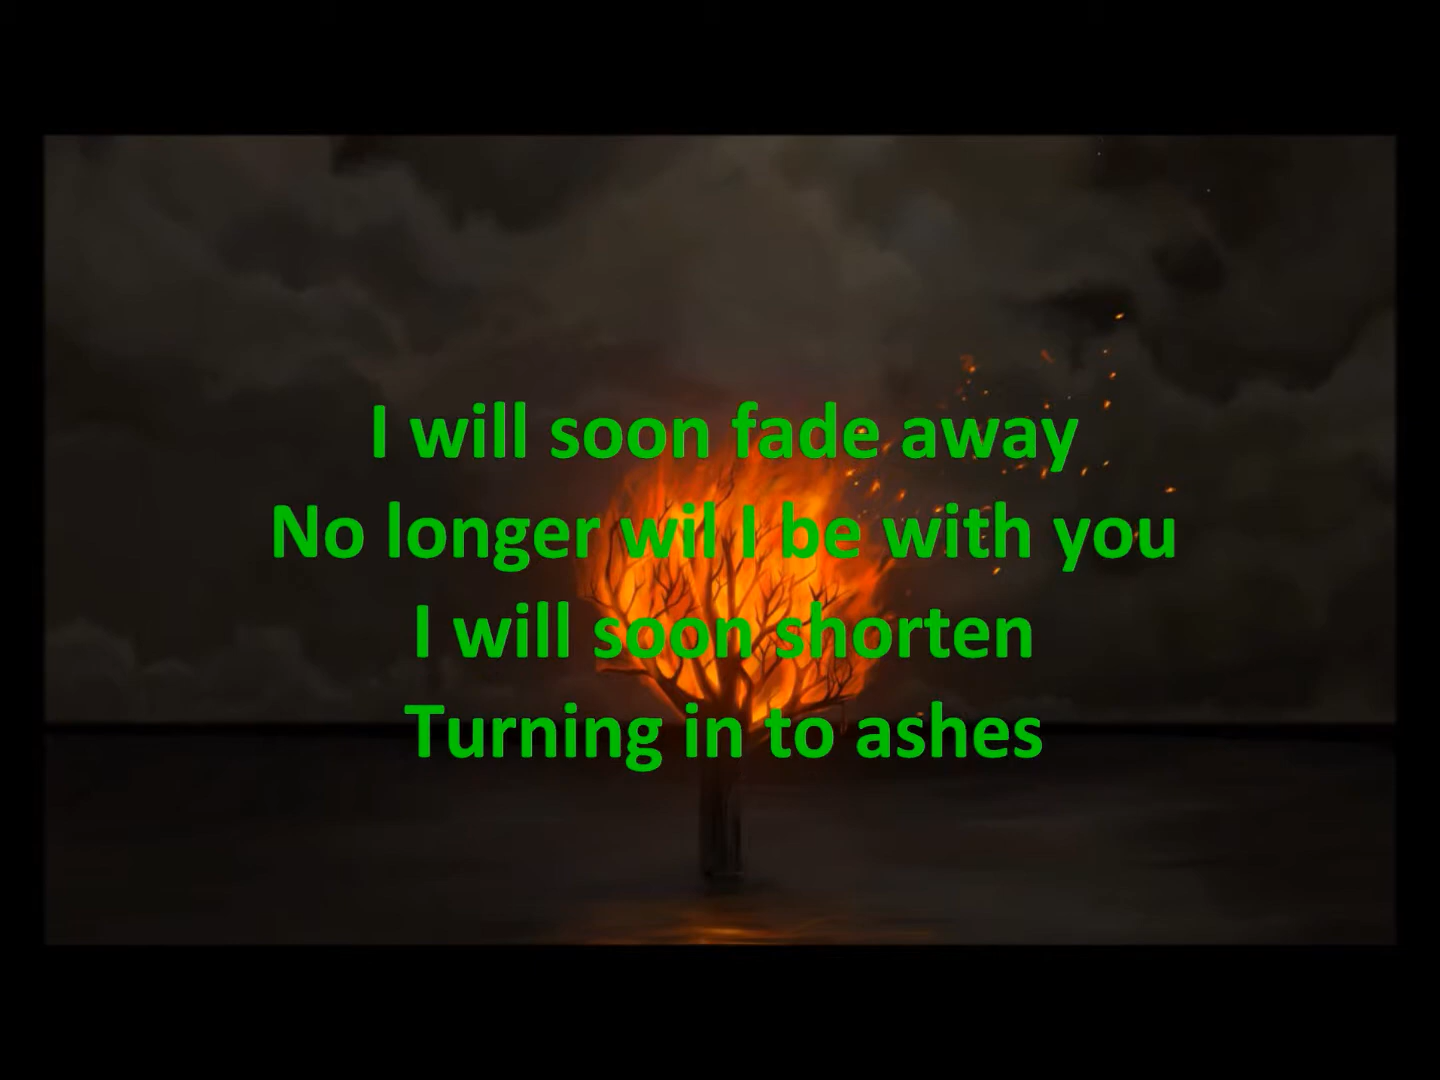 I will soon fade away
No longer wil I be with you
I will soon shorten
Turning in to ashes